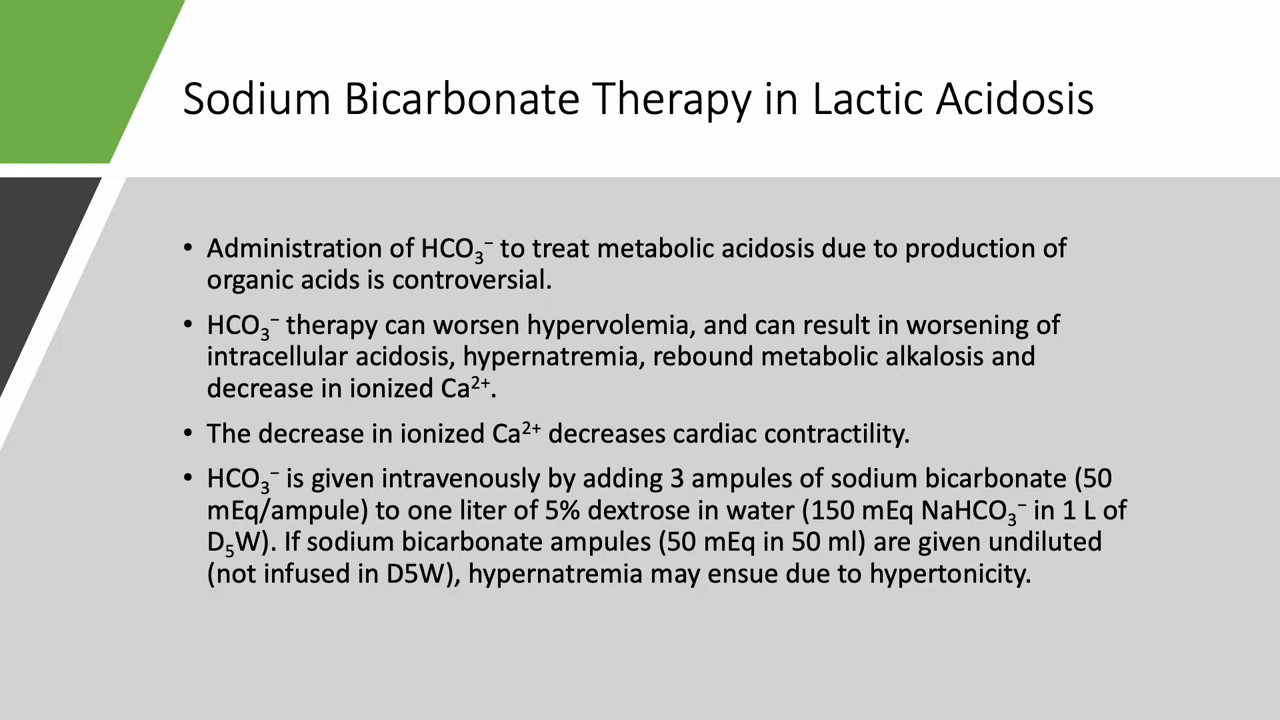 Sodium Bicarbonate Therapy in Lactic Acidosis
• Administration of HCO₃⁻ to treat metabolic acidosis due to production of
organic acids is controversial.
• HCO₃⁻ therapy can worsen hypervolemia, and can result in worsening of
intracellular acidosis, hypernatremia, rebound metabolic alkalosis and
decrease in ionized Ca²⁺.
• The decrease in ionized Ca²⁺ decreases cardiac contractility.
• HCO₃⁻ is given intravenously by adding 3 ampules of sodium bicarbonate (50
mEq/ampule) to one liter of 5% dextrose in water (150 mEq NaHCO₃⁻ in 1 L of
D₅W). If sodium bicarbonate ampules (50 mEq in 50 ml) are given undiluted
(not infused in D5W), hypernatremia may ensue due to hypertonicity.